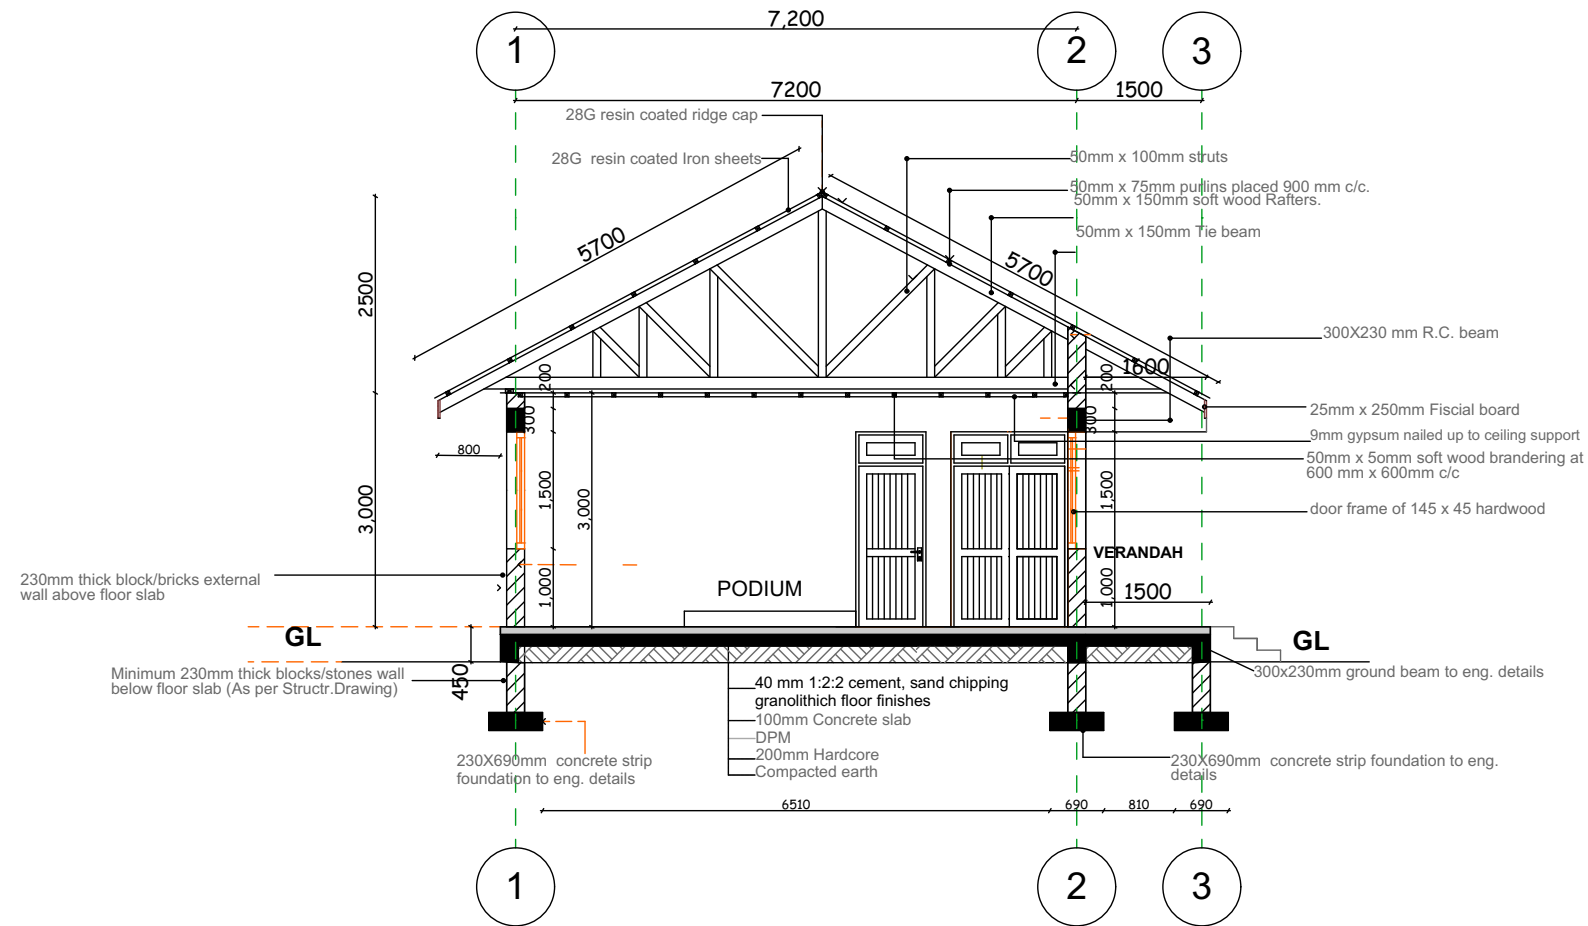 7,200
1
2
3
7200
1500
28G resin coated ridge cap
28G resin coated Iron sheets
50mm x 100mm struts
50mm x 75mm purlins placed 900 mm c/c.
50mm x 150mm soft wood Rafters.
50mm x 150mm Tie beam
5700
5700
2500
300X230 mm R.C. beam
1600
200
200
25mm x 250mm Fiscial board
300
300
9mm gypsum nailed up to ceiling support
800
50mm x 5omm soft wood brandering at
600 mm x 600mm c/c
3,000
1,500
3,000
1,500
door frame of 145 x 45 hardwood
VERANDAH
230mm thick block/bricks external
wall above floor slab
1,000
PODIUM
1,000
1500
GL
GL
Minimum 230mm thick blocks/stones wall
below floor slab (As per Structr.Drawing)
450
300x230mm ground beam to eng. details
40 mm 1:2:2 cement, sand chipping
granolithich floor finishes
100mm Concrete slab
DPM
200mm Hardcore
Compacted earth
230X690mm concrete strip
foundation to eng. details
230X690mm concrete strip foundation to eng.
details
6510
690
810
690
1
2
3